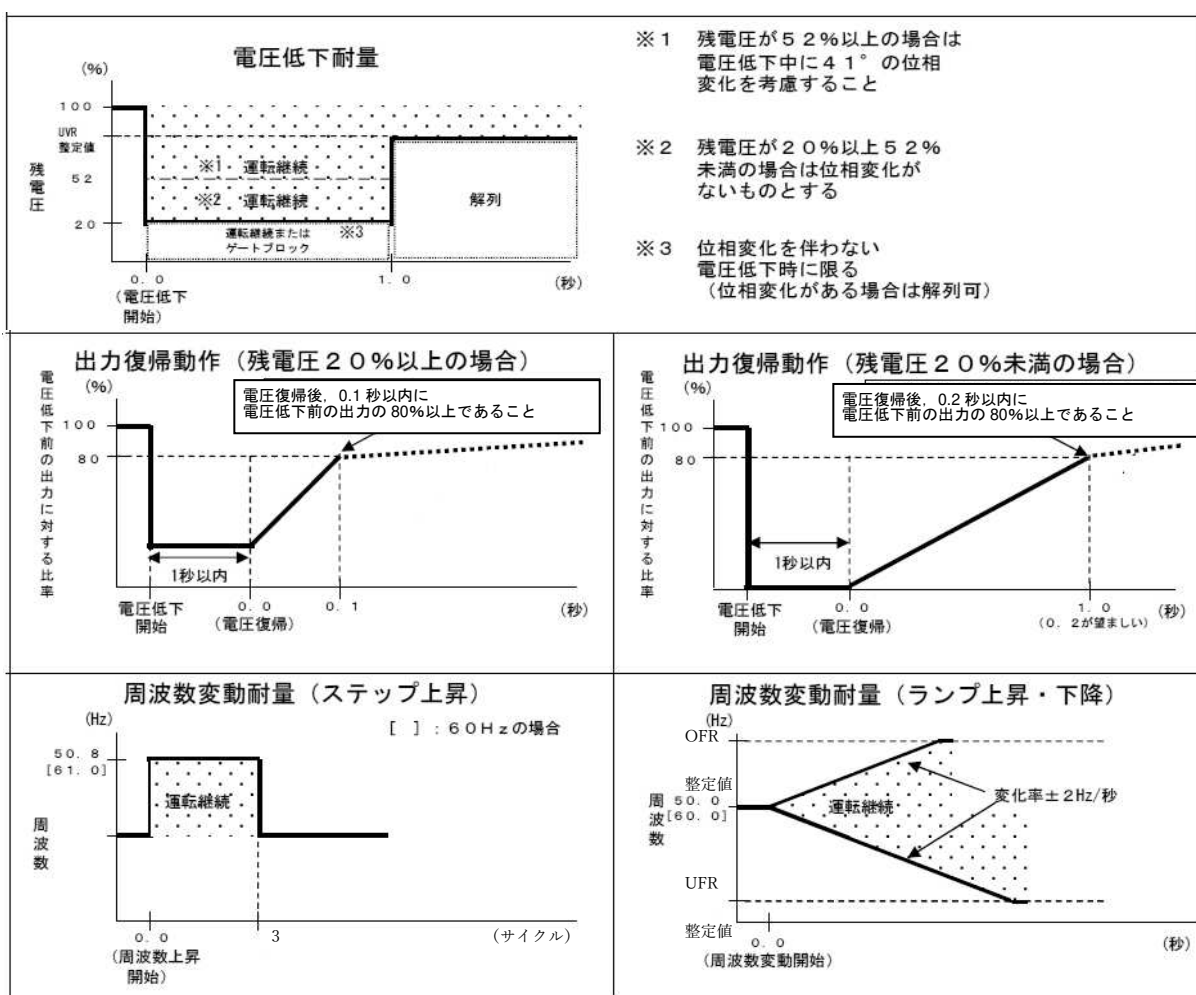 電圧低下耐量
(%)
100
UVR
整定値
残電圧
52
20
※1 運転継続
※2 運転継続
運転継続または
ゲートブロック
※3
解列
0.0
(電圧低下
開始)
1.0
(秒)
※1 残電圧が52%以上の場合は
電圧低下中に41°の位相
変化を考慮すること
※2 残電圧が20%以上52%
未満の場合は位相変化が
ないものとする
※3 位相変化を伴わない
電圧低下時に限る
(位相変化がある場合は解列可)
出力復帰動作(残電圧20%以上の場合)
電圧低下前の出力に対する比率
(%)
電圧復帰後,0.1秒以内に
電圧低下前の出力の80%以上であること
100
80
1秒以内
電圧低下
開始
0.0
(電圧復帰)
0.1
(秒)
出力復帰動作(残電圧20%未満の場合)
電圧低下前の出力に対する比率
(%)
電圧復帰後,0.2秒以内に
電圧低下前の出力の80%以上であること
100
80
1秒以内
電圧低下
開始
0.0
(電圧復帰)
1.0
(0.2が望ましい)
(秒)
周波数変動耐量(ステップ上昇)
(Hz)
[ ]:60Hzの場合
50.8
[61.0]
運転継続
周波数
0.0
(周波数上昇
開始)
3
(サイクル)
周波数変動耐量(ランプ上昇・下降)
(Hz)
OFR
整定値
周波数
50.0
[60.0]
運転継続
変化率±2Hz/秒
UFR
整定値
0.0
(周波数変動開始)
(秒)